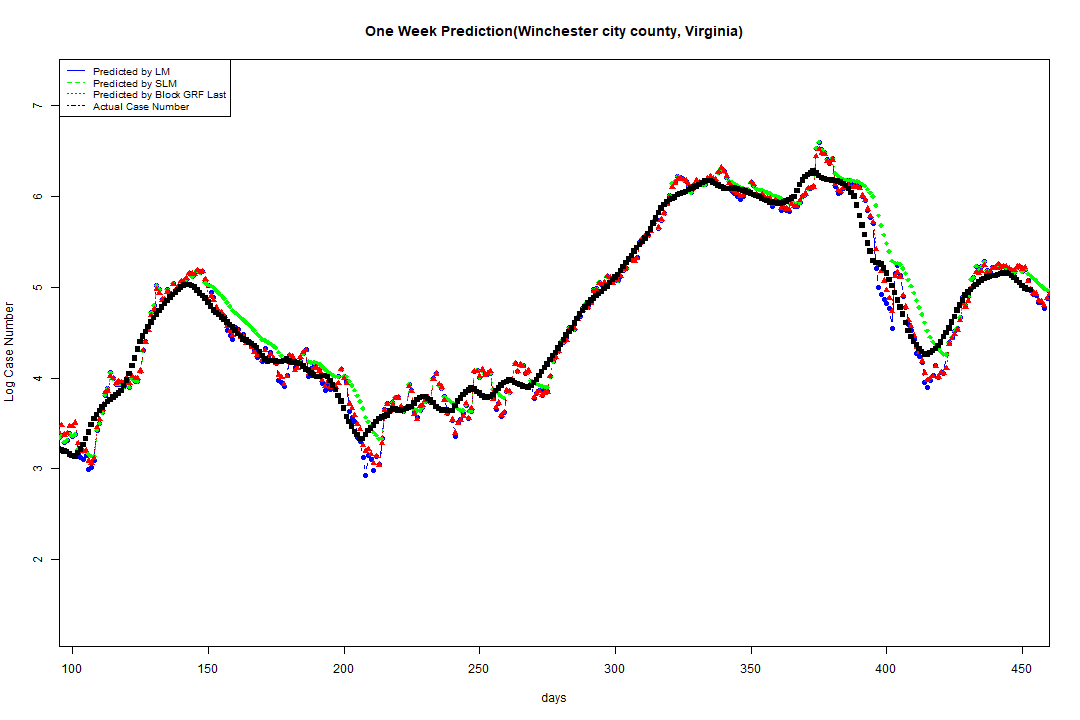 One Week Prediction(Winchester city county, Virginia)
Predicted by LM
Predicted by SLM
Predicted by Block GRF Last
Actual Case Number
7
6
5
4
3
2
Log Case Number
100 150 200 250 300 350 400 450
days